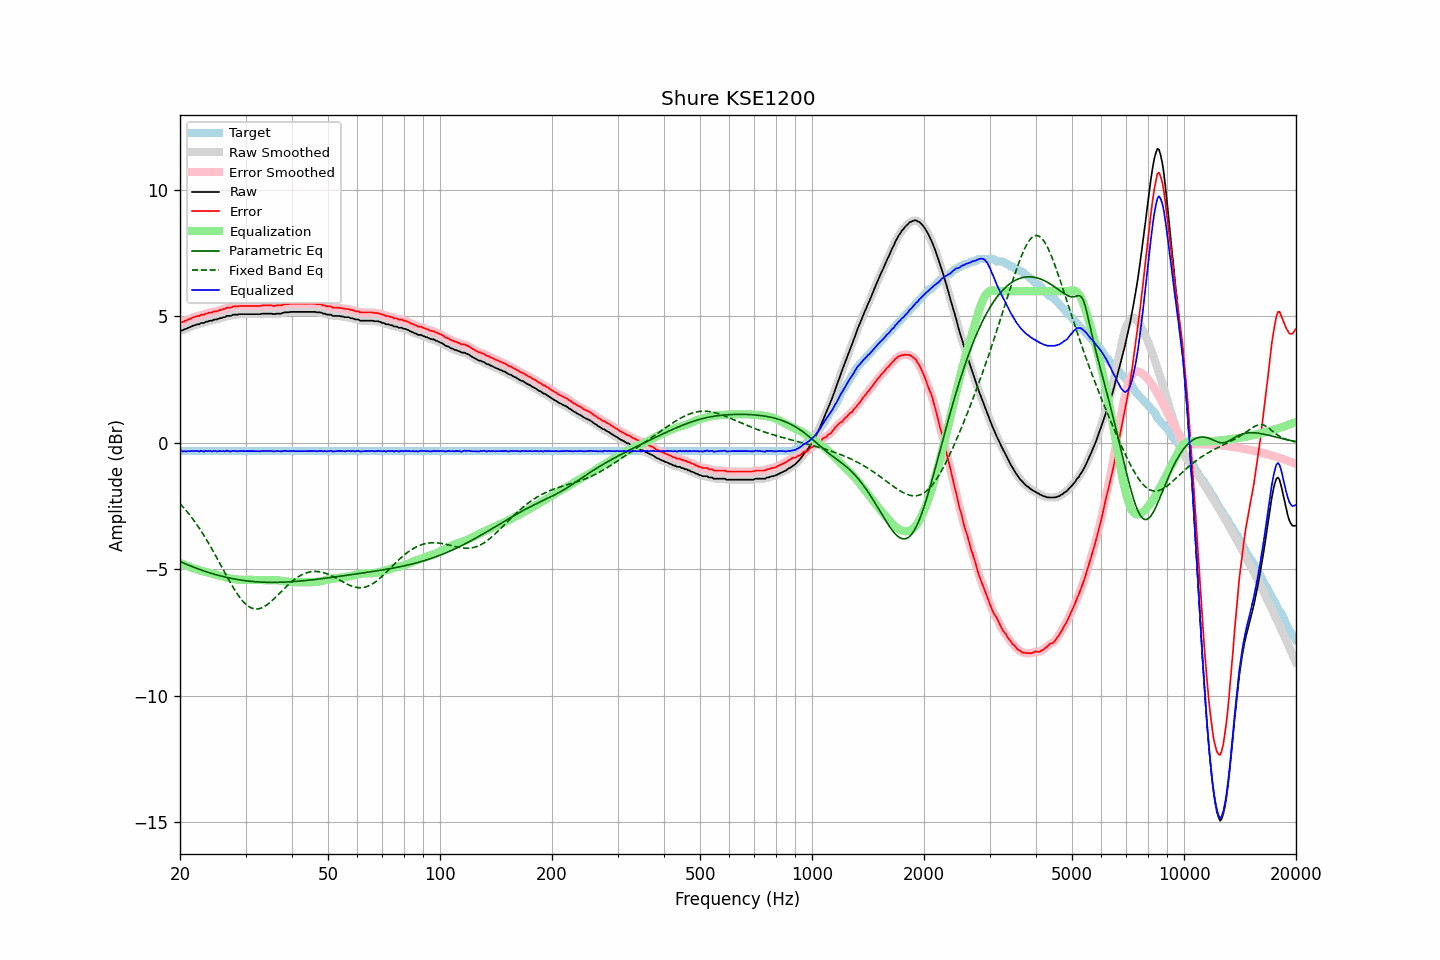 Shure KSE1200
Target
Raw Smoothed
Error Smoothed
Raw
Error
Equalization
Parametric Eq
Fixed Band Eq
Equalized
Amplitude (dBr)
10
5
0
−5
−10
−15
20
50
100
200
500
1000
2000
5000
10000
20000
Frequency (Hz)